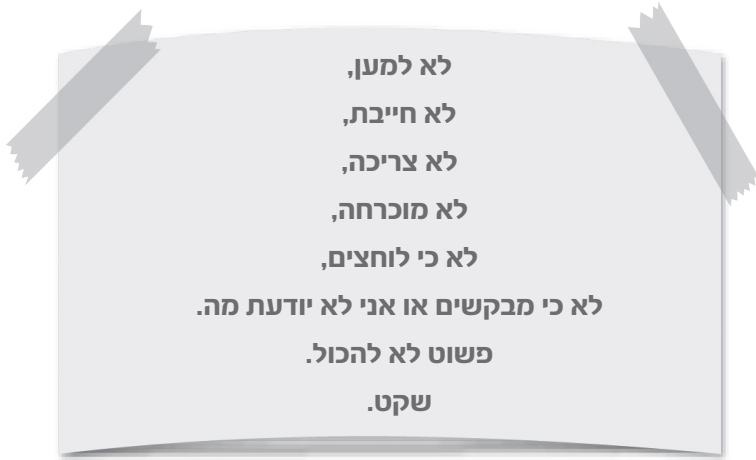 לא למען,
לא חייבת,
לא צריכה,
לא מוכרחה,
לא כי לוחצים,
לא כי מבקשים או אני לא יודעת מה.
פשוט לא להכול.
שקט.